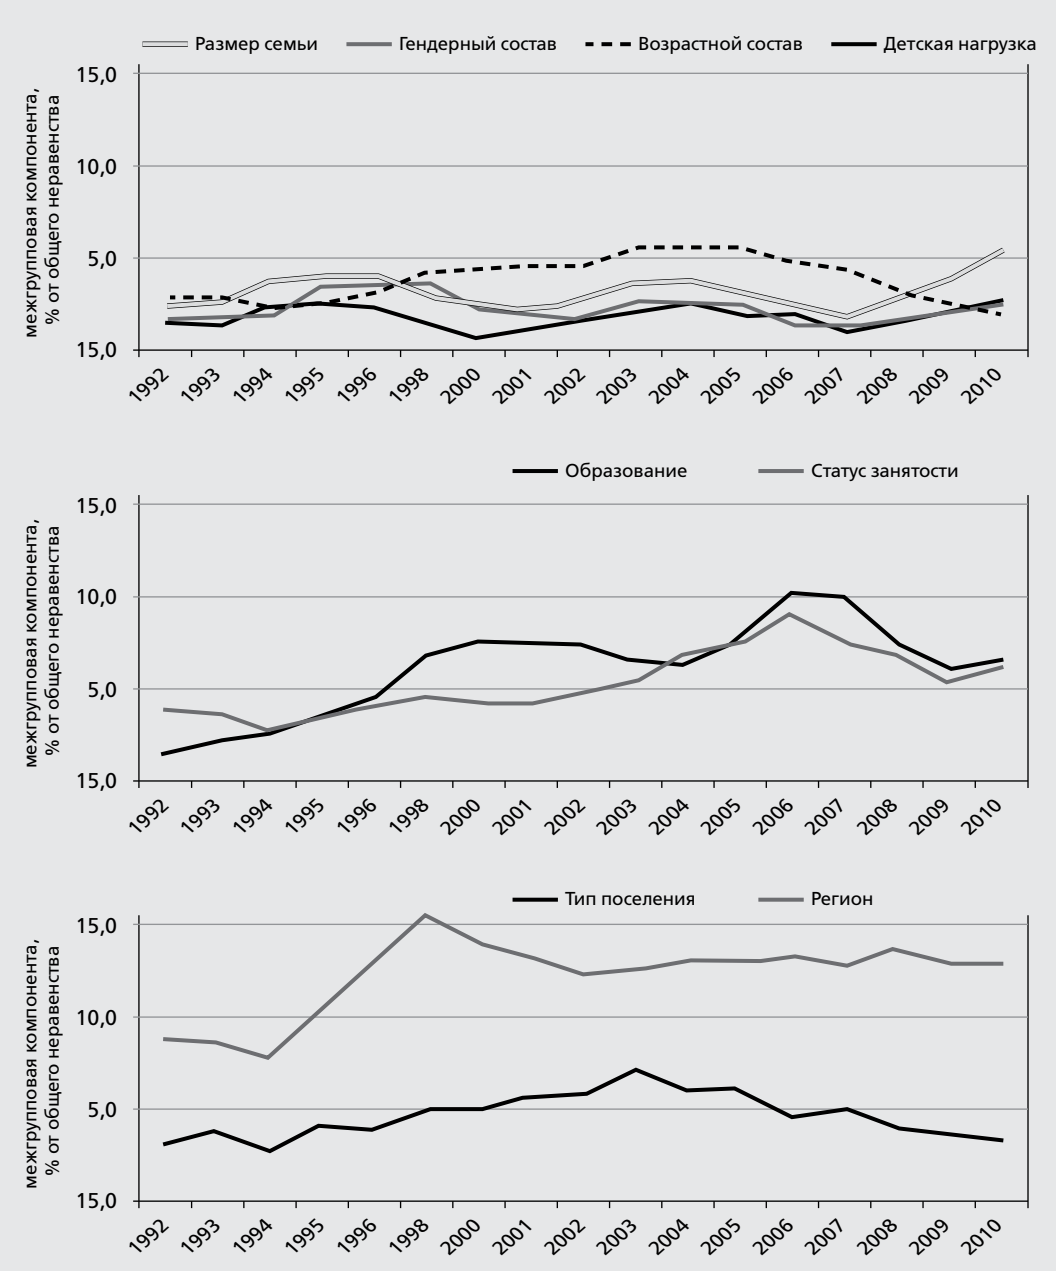 Размер семьи Гендерный состав Возрастной состав Детская нагрузка
межгрупповая компонента,
% от общего неравенства
15,0
10,0
5,0
15,0
1992 1993 1994 1995 1996 1998 2000 2001 2002 2003 2004 2005 2006 2007 2008 2009 2010
Образование Статус занятости
межгрупповая компонента,
% от общего неравенства
15,0
10,0
5,0
15,0
1992 1993 1994 1995 1996 1998 2000 2001 2002 2003 2004 2005 2006 2007 2008 2009 2010
Тип поселения Регион
межгрупповая компонента,
% от общего неравенства
15,0
10,0
5,0
15,0
1992 1993 1994 1995 1996 1998 2000 2001 2002 2003 2004 2005 2006 2007 2008 2009 2010